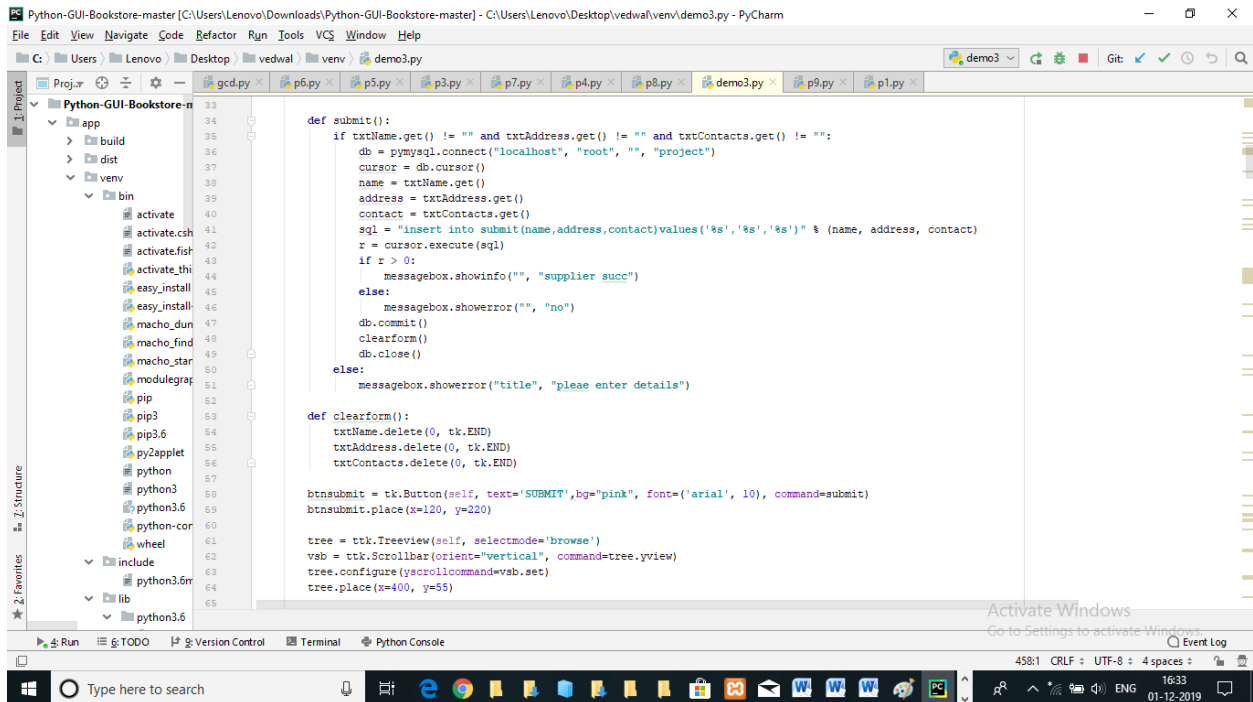 Python-GUI-Bookstore-master [C:\Users\Lenovo\Downloads\Python-GUI-Bookstore-master] - C:\Users\Lenovo\Desktop\vedwal\venv\demo3.py - PyCharm
File Edit View Navigate Code Refactor Run Tools VCS Window Help
C: Users Lenovo Desktop vedwal venv demo3.py
demo3 Git:
1: Project
Proj..
gcd.py p6.py p5.py p3.py p7.py p4.py p8.py demo3.py p9.py p1.py
Python-GUI-Bookstore-n
app
build
dist
venv
bin
activate
activate.csh
activate.fish
activate_thi
easy_install
easy_install-
macho_dun
macho_find
macho_star
modulegrap
pip
pip3
pip3.6
py2applet
python
python3
python3.6
python-cor
wheel
include
python3.6m
lib
python3.6
7: Structure
2: Favorites
33
34 def submit():
35 if txtName.get() != "" and txtAddress.get() != "" and txtContacts.get() != "":
36 db = pymysql.connect("localhost", "root", "", "project")
37 cursor = db.cursor()
38 name = txtName.get()
39 address = txtAddress.get()
40 contact = txtContacts.get()
41 sql = "insert into submit(name,address,contact)values('%s','%s','%s')" % (name, address, contact)
42 r = cursor.execute(sql)
43 if r > 0:
44 messagebox.showinfo("", "supplier succ")
45 else:
46 messagebox.showerror("", "no")
47 db.commit()
48 clearform()
49 db.close()
50 else:
51 messagebox.showerror("title", "pleae enter details")
52
53 def clearform():
54 txtName.delete(0, tk.END)
55 txtAddress.delete(0, tk.END)
56 txtContacts.delete(0, tk.END)
57
58 btnsubmit = tk.Button(self, text='SUBMIT',bg="pink", font=('arial', 10), command=submit)
59 btnsubmit.place(x=120, y=220)
60
61 tree = ttk.Treeview(self, selectmode='browse')
62 vsb = ttk.Scrollbar(orient="vertical", command=tree.yview)
63 tree.configure(yscrollcommand=vsb.set)
64 tree.place(x=400, y=55)
65
Activate Windows
Go to Settings to activate Windows.
4: Run 6: TODO 9: Version Control Terminal Python Console Event Log
458:1 CRLF UTF-8 4 spaces
Type here to search
ENG
16:33
01-12-2019